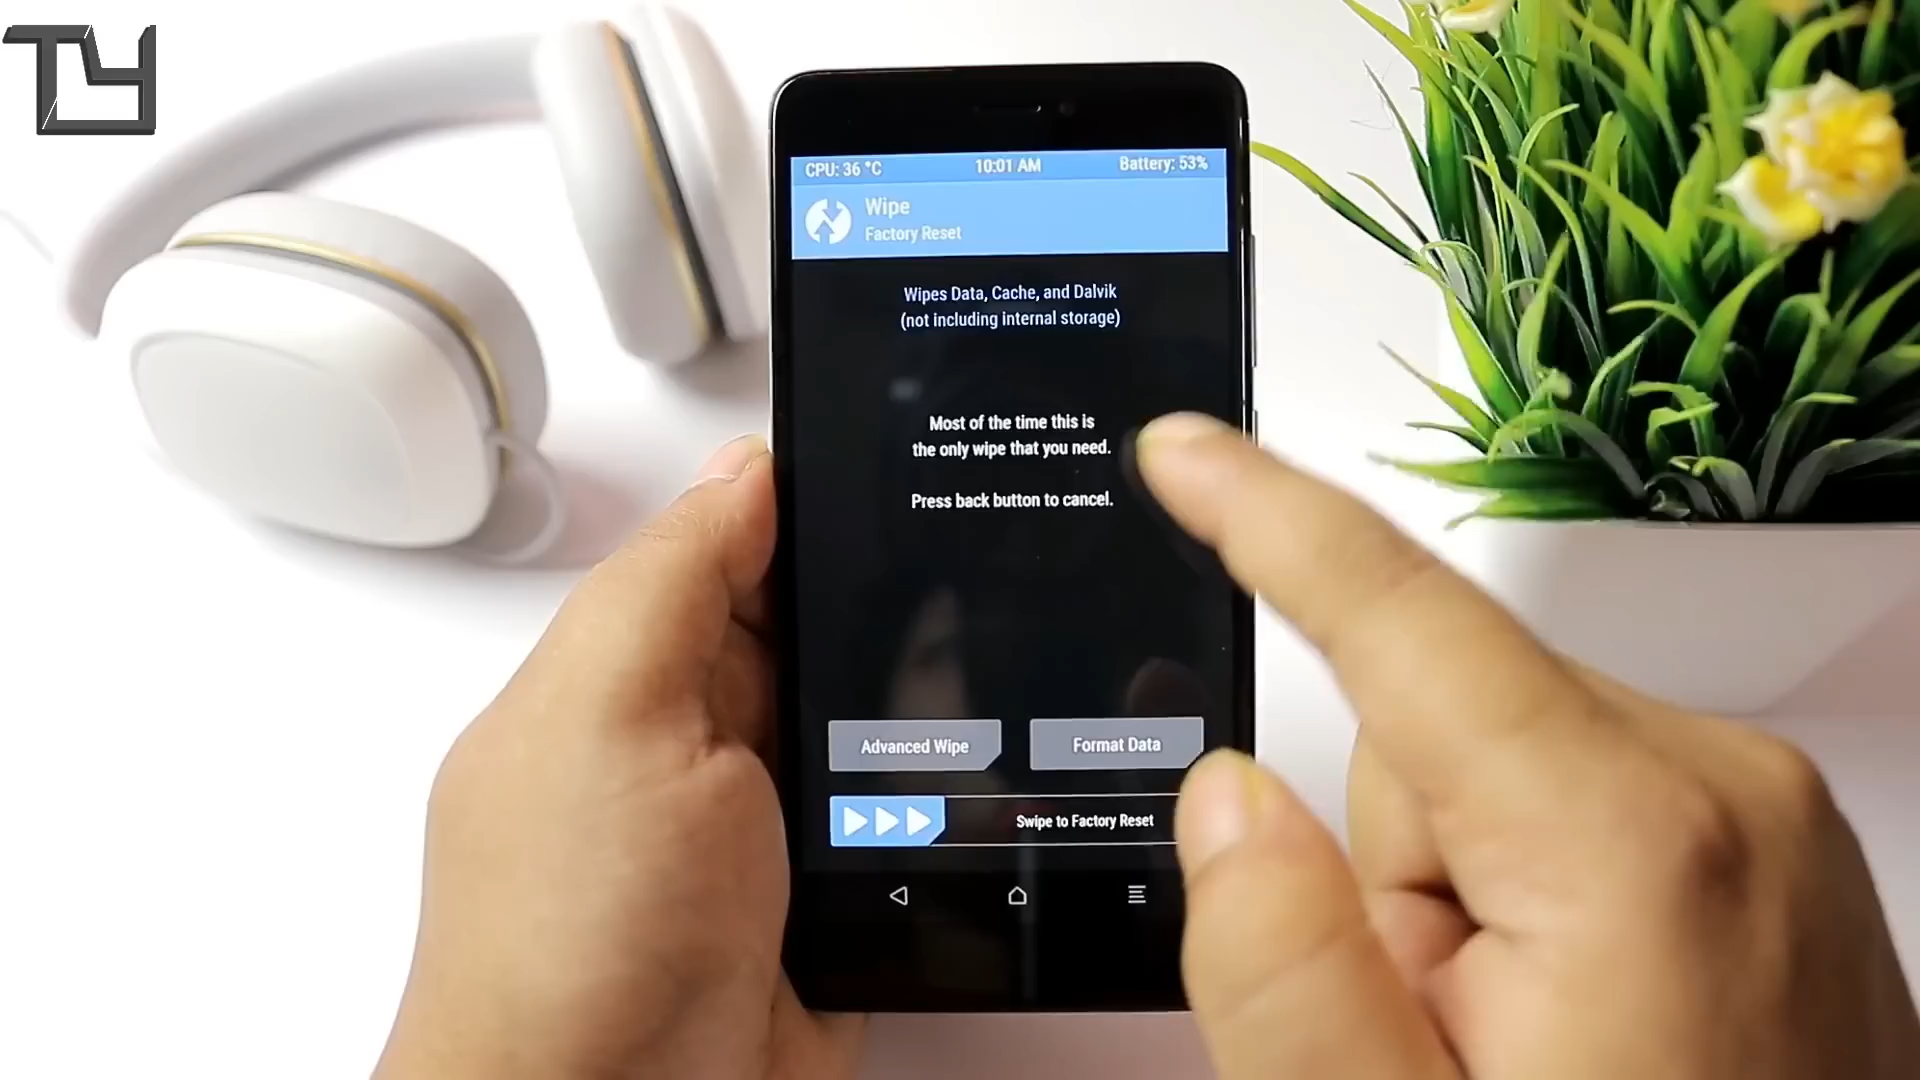 TY
CPU: 36 °C 10:01 AM Battery: 53%
Wipe
Factory Reset
Wipes Data, Cache, and Dalvik
(not including internal storage)
Most of the time this is
the only wipe that you need.
Press back button to cancel.
Advanced Wipe Format Data
Swipe to Factory Reset